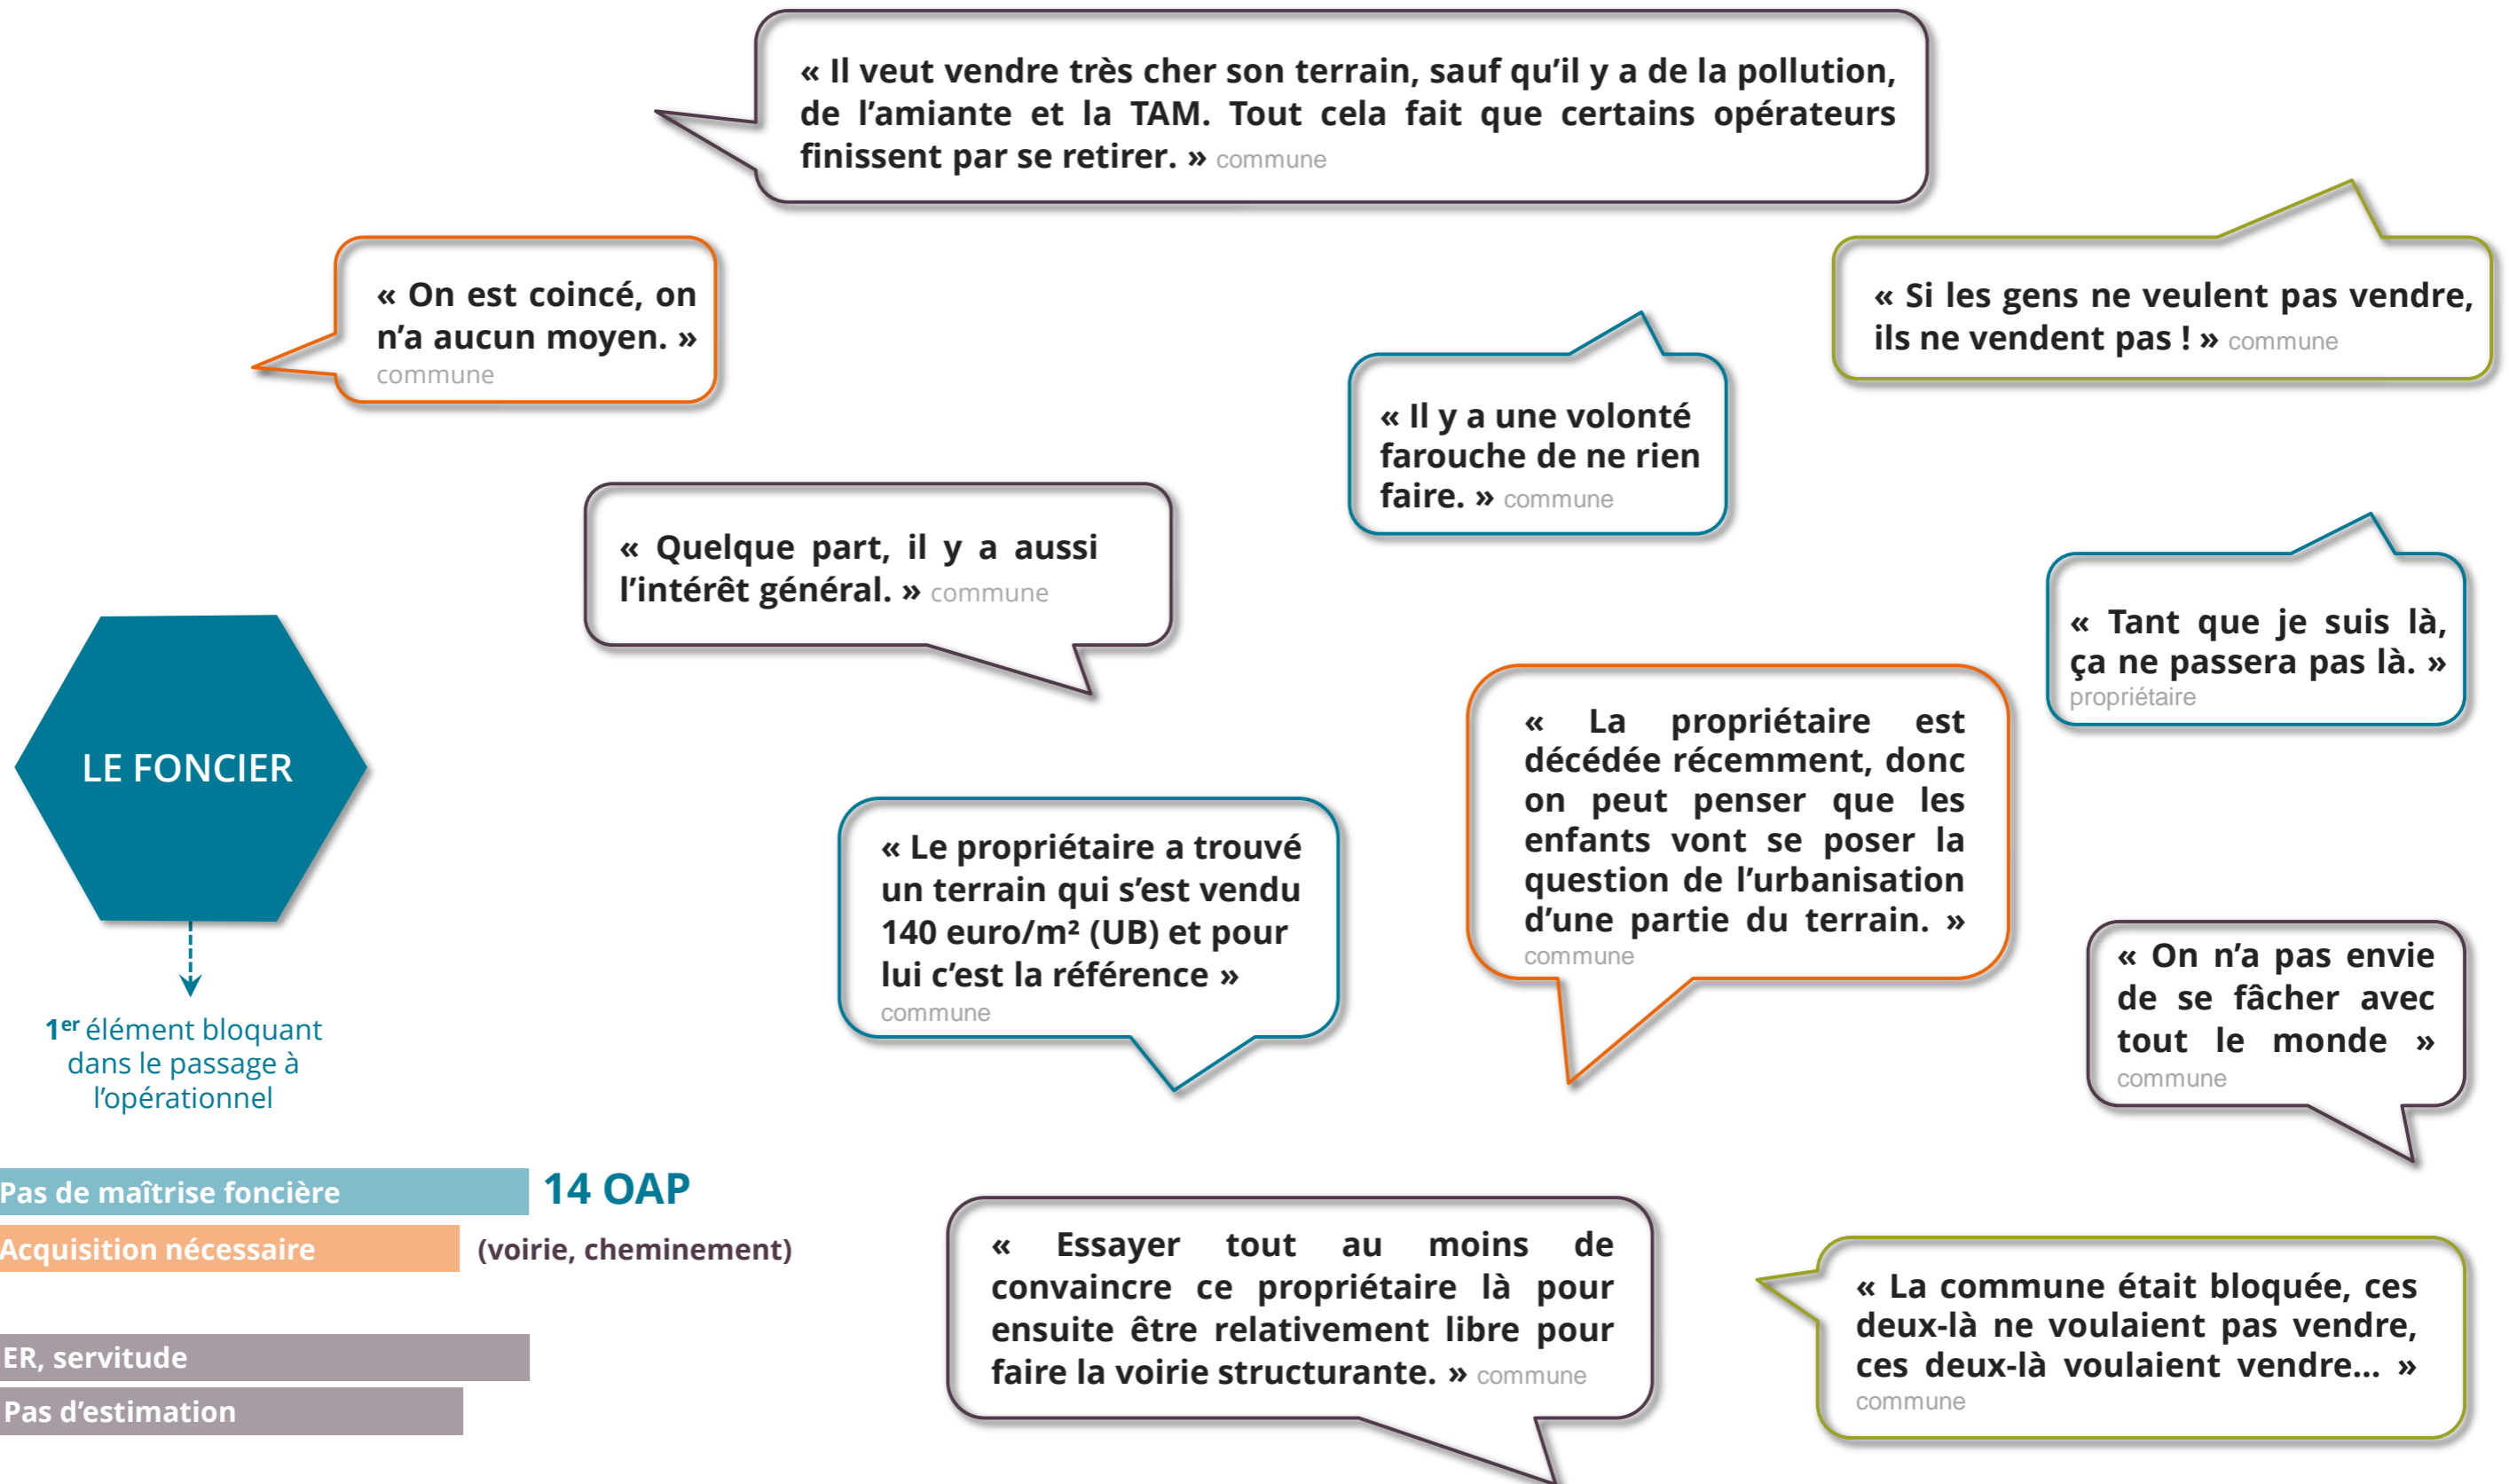 « Il veut vendre très cher son terrain, sauf qu’il y a de la pollution,
de l’amiante et la TAM. Tout cela fait que certains opérateurs
finissent par se retirer. » commune
« On est coincé, on
n’a aucun moyen. »
commune
« Si les gens ne veulent pas vendre,
ils ne vendent pas ! » commune
« Il y a une volonté
farouche de ne rien
faire. » commune
« Quelque part, il y a aussi
l’intérêt général. » commune
« Tant que je suis là,
ça ne passera pas là. »
propriétaire
LE FONCIER
« La propriétaire est
décédée récemment, donc
on peut penser que les
enfants vont se poser la
question de l’urbanisation
d’une partie du terrain. »
commune
« Le propriétaire a trouvé
un terrain qui s’est vendu
140 euro/m² (UB) et pour
lui c’est la référence »
commune
« On n’a pas envie
de se fâcher avec
tout le monde »
commune
1er élément bloquant
dans le passage à
l’opérationnel
Pas de maîtrise foncière 14 OAP
Acquisition nécessaire (voirie, cheminement)
ER, servitude
Pas d’estimation
« Essayer tout au moins de
convaincre ce propriétaire là pour
ensuite être relativement libre pour
faire la voirie structurante. » commune
« La commune était bloquée, ces
deux-là ne voulaient pas vendre,
ces deux-là voulaient vendre... »
commune